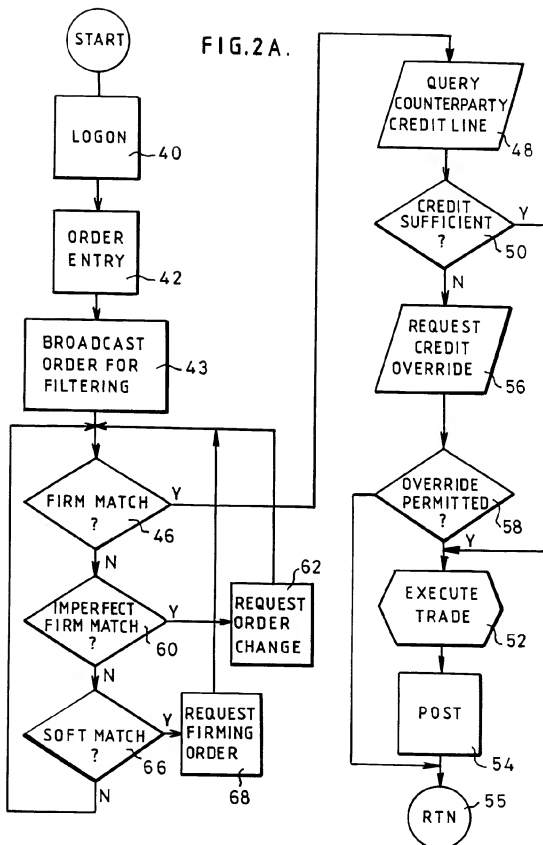 START
FIG.2A.
LOGON
40
ORDER
ENTRY
42
BROADCAST
ORDER FOR
FILTERING
43
FIRM MATCH
?
Y
46
N
IMPERFECT
FIRM MATCH
?
Y
60
N
62
REQUEST
ORDER
CHANGE
SOFT MATCH
?
Y
66
N
REQUEST
FIRMING
ORDER
68
QUERY
COUNTERPARTY
CREDIT LINE
48
CREDIT
SUFFICIENT
?
Y
50
N
REQUEST
CREDIT
OVERRIDE
56
OVERRIDE
PERMITTED
?
58
Y
EXECUTE
TRADE
52
POST
54
RTN
55